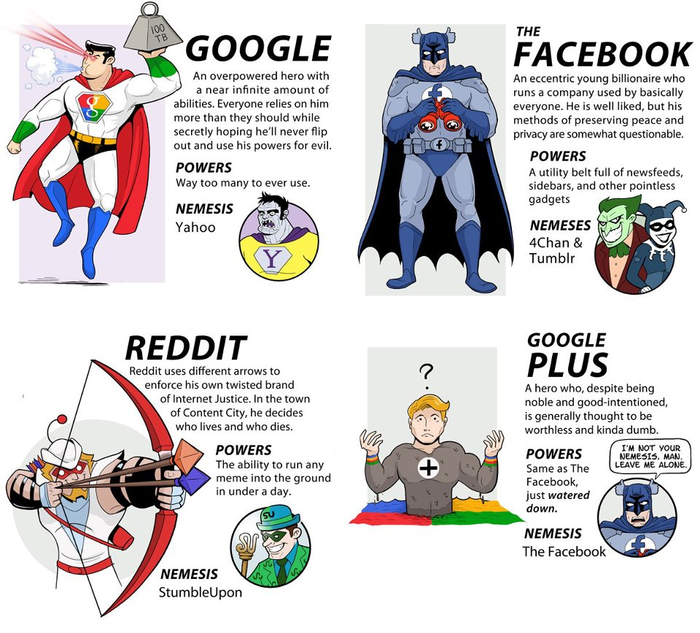 100
TB
GOOGLE
An overpowered hero with
a near infinite amount of
abilities. Everyone relies on him
more than they should while
secretly hoping he'll never flip
out and use his powers for evil.
POWERS
Way too many to ever use.
NEMESIS
Yahoo
g
Y
THE
FACEBOOK
An eccentric young billionaire who
runs a company used by basically
everyone. He is well liked, but his
methods of preserving peace and
privacy are somewhat questionable.
POWERS
A utility belt full of newsfeeds,
sidebars, and other pointless
gadgets
NEMESES
4Chan &
Tumblr
f
f
REDDIT
Reddit uses different arrows to
enforce his own twisted brand
of Internet Justice. In the town
of Content City, he decides
who lives and who dies.
POWERS
The ability to run any
meme into the ground
in under a day.
NEMESIS
StumbleUpon
SU
GOOGLE
PLUS
A hero who, despite being
noble and good-intentioned,
is generally thought to be
worthless and kinda dumb.
POWERS
Same as The
Facebook,
just watered
down.
NEMESIS
The Facebook
?
+
I'M NOT YOUR
NEMESIS, MAN.
LEAVE ME ALONE.
f